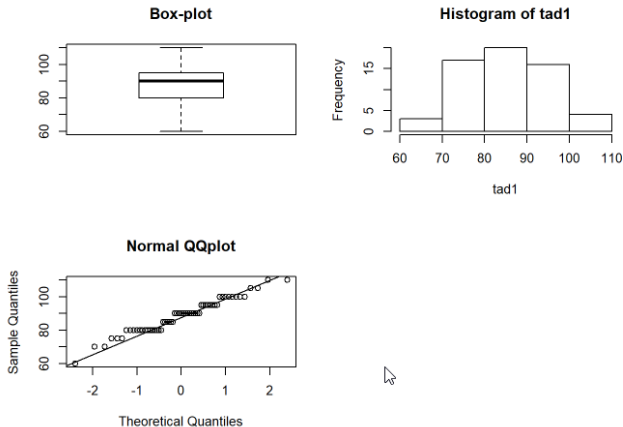 Box-plot
100
80
60
Histogram of tad1
Frequency
15
5
0
60 70 80 90 100 110
tad1
Normal QQplot
Sample Quantiles
100
80
60
-2 -1 0 1 2
Theoretical Quantiles